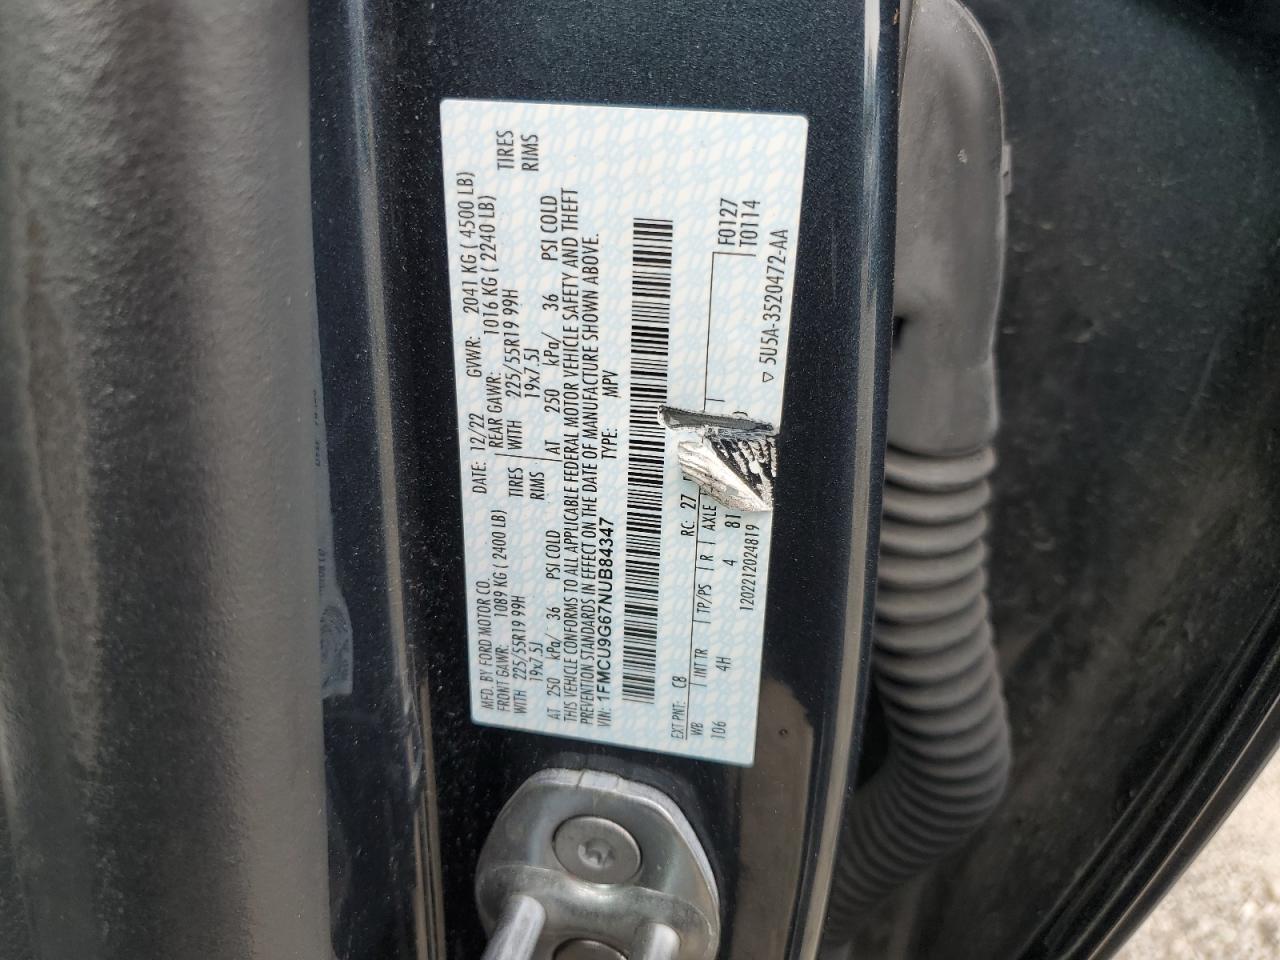 MFD. BY FORD MOTOR CO. DATE: 12/22 GVWR: 2041 KG ( 4500 LB)
FRONT GAWR: 1089 KG ( 2400 LB) REAR GAWR: 1016 KG ( 2240 LB)
WITH 225/55R19 99H TIRES WITH 225/55R19 99H TIRES
19x7.5J RIMS 19x7.5J RIMS
AT 250 kPa/ 36 PSI COLD AT 250 kPa/ 36 PSI COLD
THIS VEHICLE CONFORMS TO ALL APPLICABLE FEDERAL MOTOR VEHICLE SAFETY AND THEFT
PREVENTION STANDARDS IN EFFECT ON THE DATE OF MANUFACTURE SHOWN ABOVE.
VIN: 1FMCU9G67NUB84347 TYPE: MPV
EXT PNT: C8 RC: 27
WB INT TR TP/PS R AXLE F0127
106 4H 4 81 T0114
1202212024819 ▽ 5U5A-3520472-AA